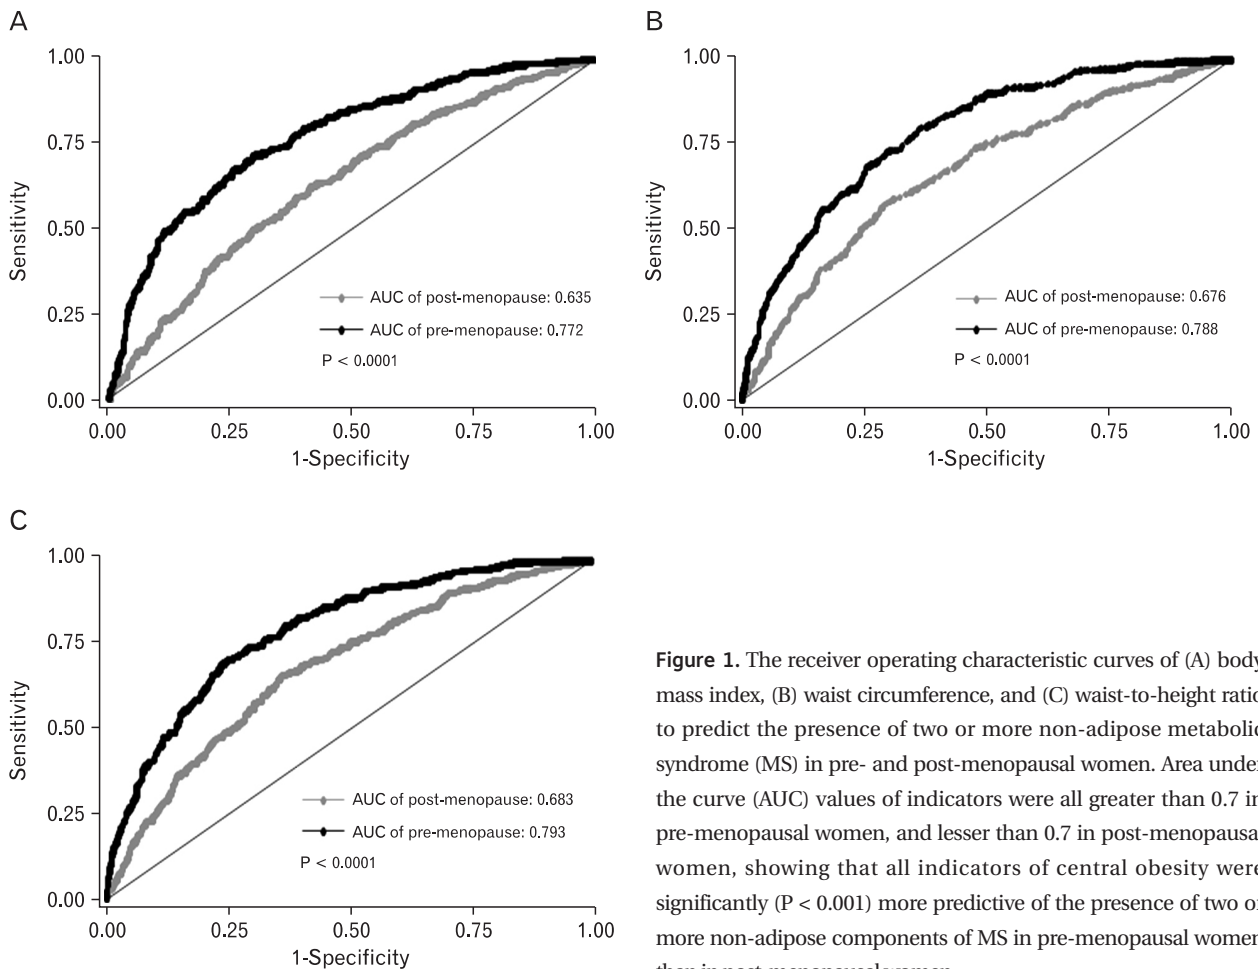 A
1.00
0.75
0.50
0.25
0.00
Sensitivity
AUC of post-menopause: 0.635
AUC of pre-menopause: 0.772
P < 0.0001
0.00 0.25 0.50 0.75 1.00
1-Specificity
B
1.00
0.75
0.50
0.25
0.00
Sensitivity
AUC of post-menopause: 0.676
AUC of pre-menopause: 0.788
P < 0.0001
0.00 0.25 0.50 0.75 1.00
1-Specificity
C
1.00
0.75
0.50
0.25
0.00
Sensitivity
AUC of post-menopause: 0.683
AUC of pre-menopause: 0.793
P < 0.0001
0.00 0.25 0.50 0.75 1.00
1-Specificity
Figure 1. The receiver operating characteristic curves of (A) body
mass index, (B) waist circumference, and (C) waist-to-height ratio
to predict the presence of two or more non-adipose metabolic
syndrome (MS) in pre- and post-menopausal women. Area under
the curve (AUC) values of indicators were all greater than 0.7 in
pre-menopausal women, and lesser than 0.7 in post-menopausal
women, showing that all indicators of central obesity were
significantly (P < 0.001) more predictive of the presence of two or
more non-adipose components of MS in pre-menopausal women